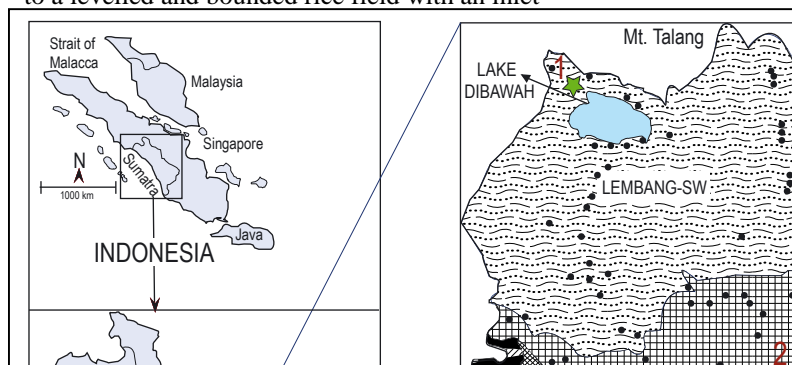 to a levelled and bounded rice field with an inlet
Strait of
Malacca
Malaysia
Singapore
N
1000 km
Sumatra
Java
INDONESIA
Mt. Talang
1
LAKE
DIBAWAH
LEMBANG-SW
2